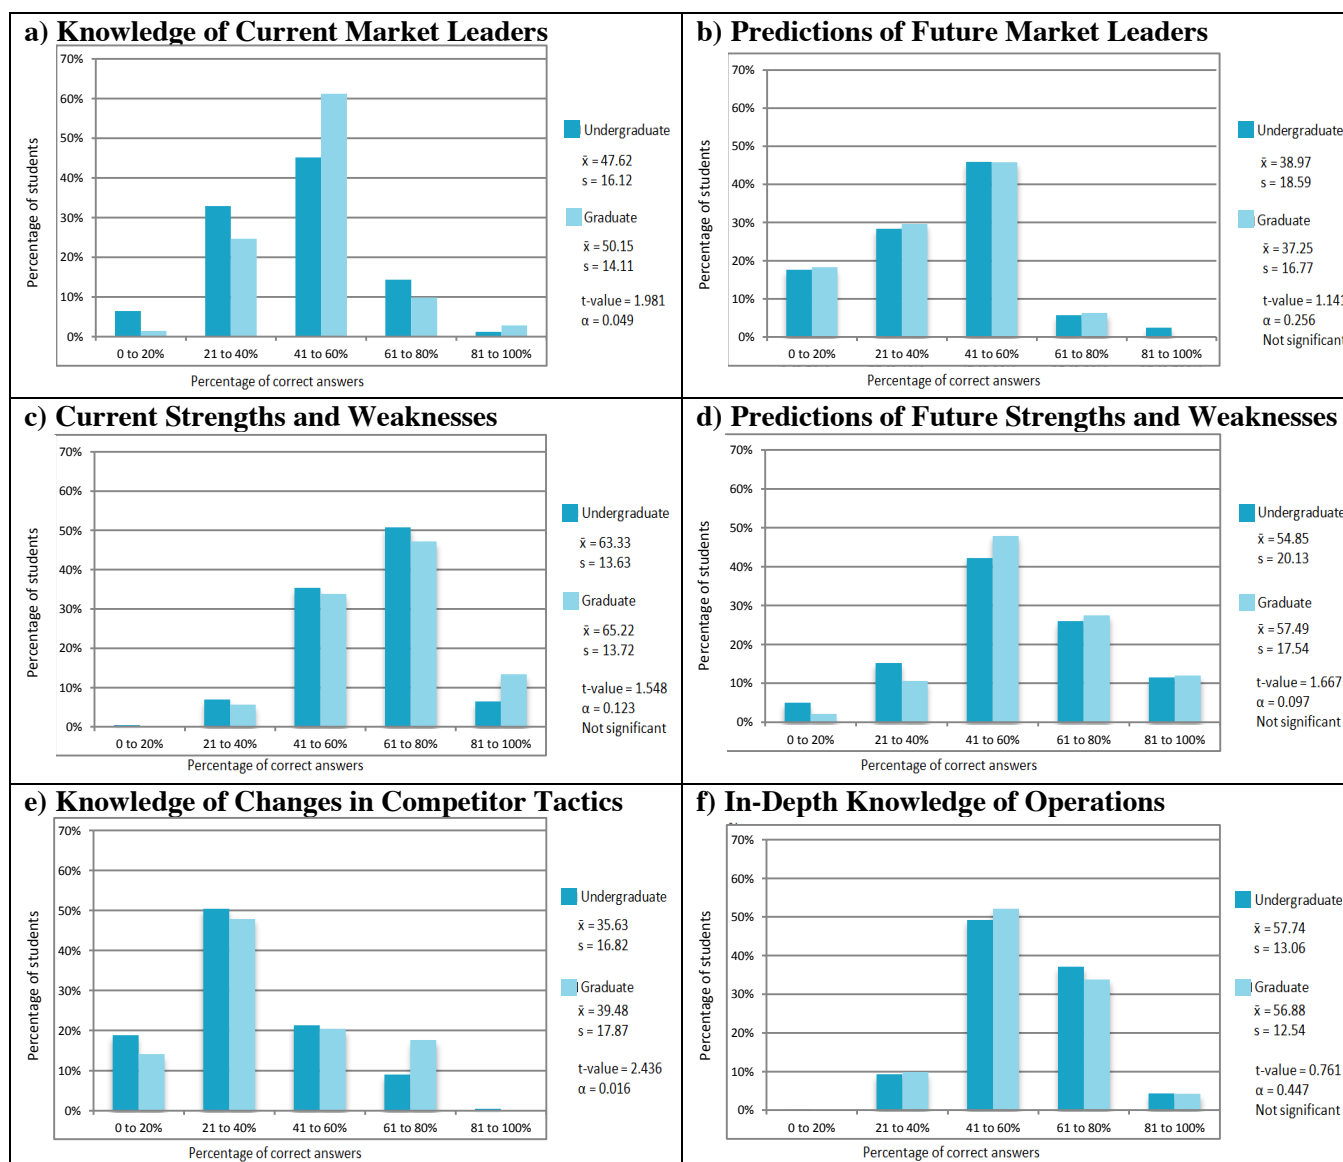 a) Knowledge of Current Market Leaders
70%
60%
50%
40%
30%
20%
10%
0%
Percentage of students
0 to 20% 21 to 40% 41 to 60% 61 to 80% 81 to 100%
Percentage of correct answers
Undergraduate
x̄ = 47.62
s = 16.12
Graduate
x̄ = 50.15
s = 14.11
t-value = 1.981
α = 0.049
b) Predictions of Future Market Leaders
70%
60%
50%
40%
30%
20%
10%
0%
Percentage of students
0 to 20% 21 to 40% 41 to 60% 61 to 80% 81 to 100%
Percentage of correct answers
Undergraduate
x̄ = 38.97
s = 18.59
Graduate
x̄ = 37.25
s = 16.77
t-value = 1.141
α = 0.256
Not significant
c) Current Strengths and Weaknesses
70%
60%
50%
40%
30%
20%
10%
0%
Percentage of students
0 to 20% 21 to 40% 41 to 60% 61 to 80% 81 to 100%
Percentage of correct answers
Undergraduate
x̄ = 63.33
s = 13.63
Graduate
x̄ = 65.22
s = 13.72
t-value = 1.548
α = 0.123
Not significant
d) Predictions of Future Strengths and Weaknesses
70%
60%
50%
40%
30%
20%
10%
0%
Percentage of students
0 to 20% 21 to 40% 41 to 60% 61 to 80% 81 to 100%
Percentage of correct answers
Undergraduate
x̄ = 54.85
s = 20.13
Graduate
x̄ = 57.49
s = 17.54
t-value = 1.667
α = 0.097
Not significant
e) Knowledge of Changes in Competitor Tactics
70%
60%
50%
40%
30%
20%
10%
0%
Percentage of students
0 to 20% 21 to 40% 41 to 60% 61 to 80% 81 to 100%
Percentage of correct answers
Undergraduate
x̄ = 35.63
s = 16.82
Graduate
x̄ = 39.48
s = 17.87
t-value = 2.436
α = 0.016
f) In-Depth Knowledge of Operations
70%
60%
50%
40%
30%
20%
10%
0%
Percentage of students
0 to 20% 21 to 40% 41 to 60% 61 to 80% 81 to 100%
Percentage of correct answers
Undergraduate
x̄ = 57.74
s = 13.06
Graduate
x̄ = 56.88
s = 12.54
t-value = 0.761
α = 0.447
Not significant